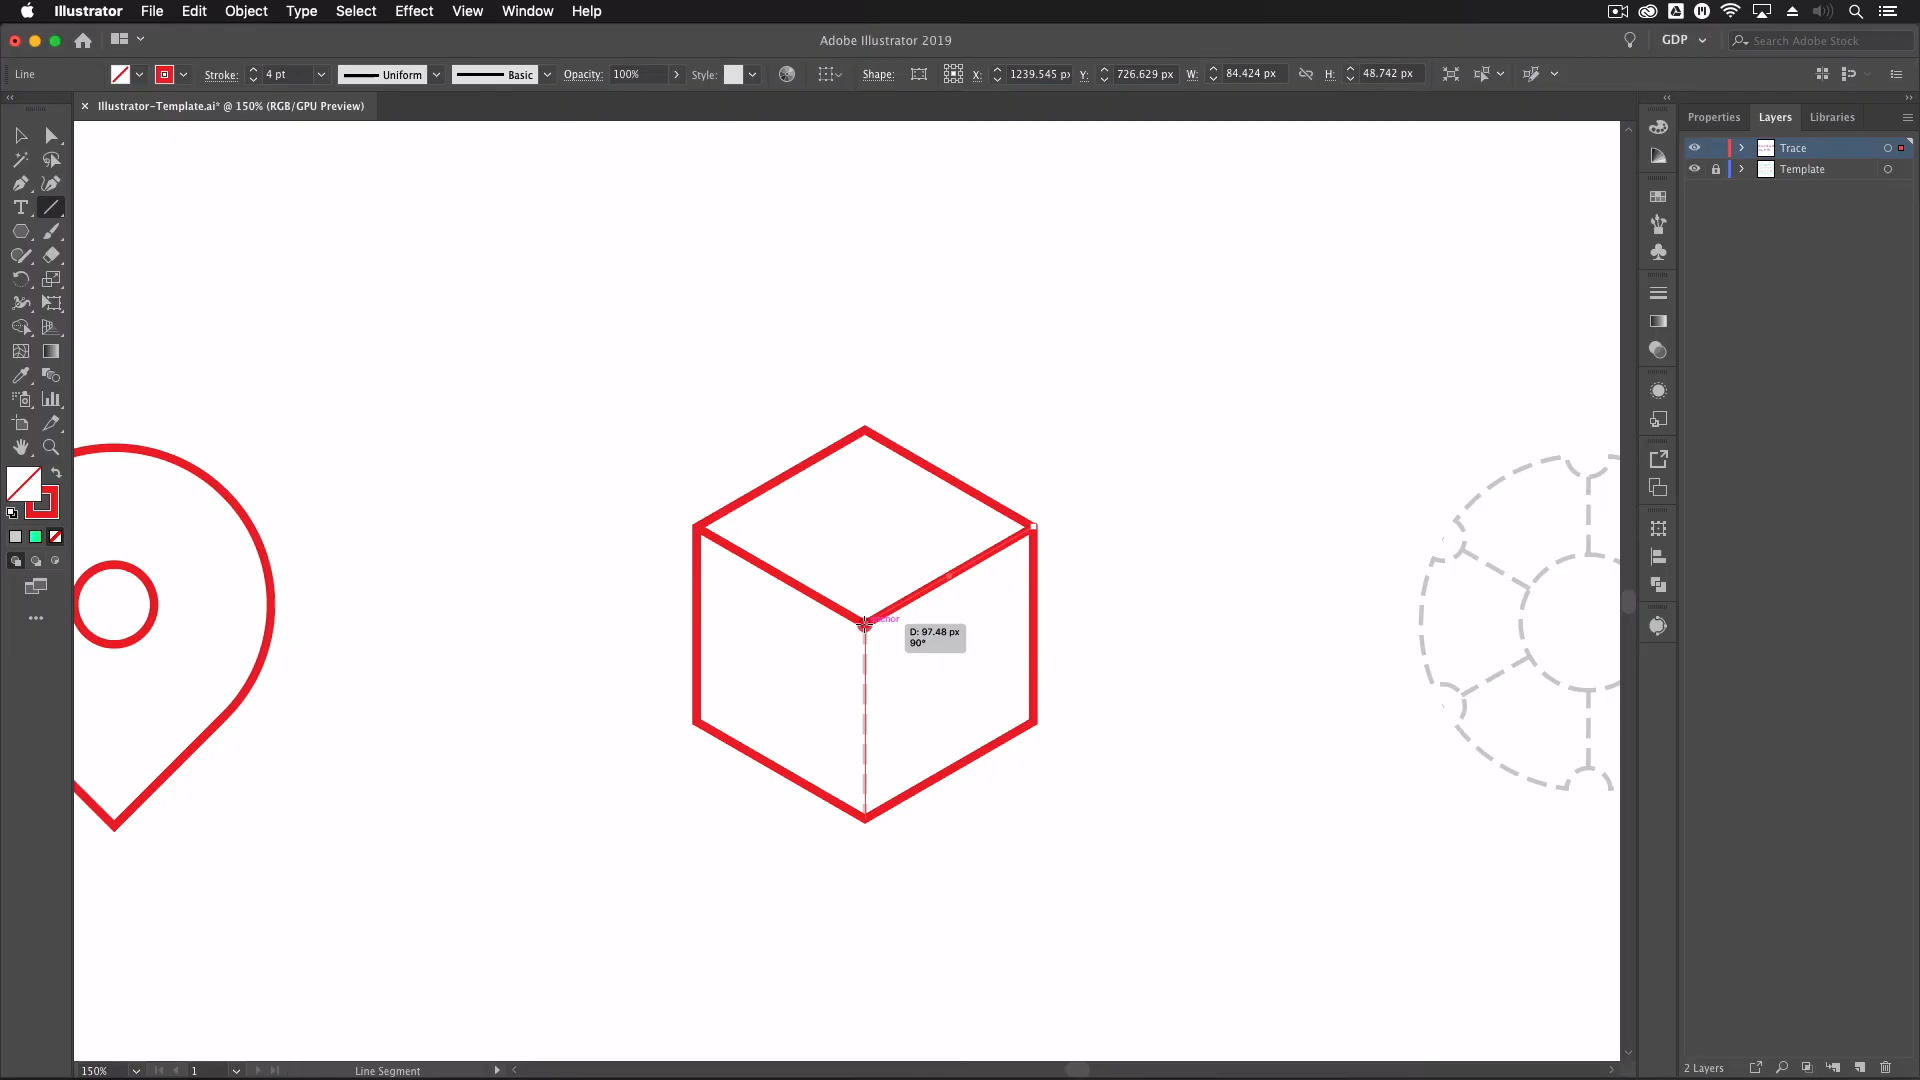 Illustrator File Edit Object Type Select Effect View Window Help
Adobe Illustrator 2019
GDP
Search Adobe Stock
Line
Stroke: 4 pt
Uniform
Basic
Opacity: 100%
Style:
Shape:
X: 1239.545 px
Y: 726.629 px
W: 84.424 px
H: 48.742 px
Illustrator-Template.ai* @ 150% (RGB/GPU Preview)
Properties Layers Libraries
Trace
Template
anchor
D: 97.48 px
90°
150%
1
Line Segment
2 Layers